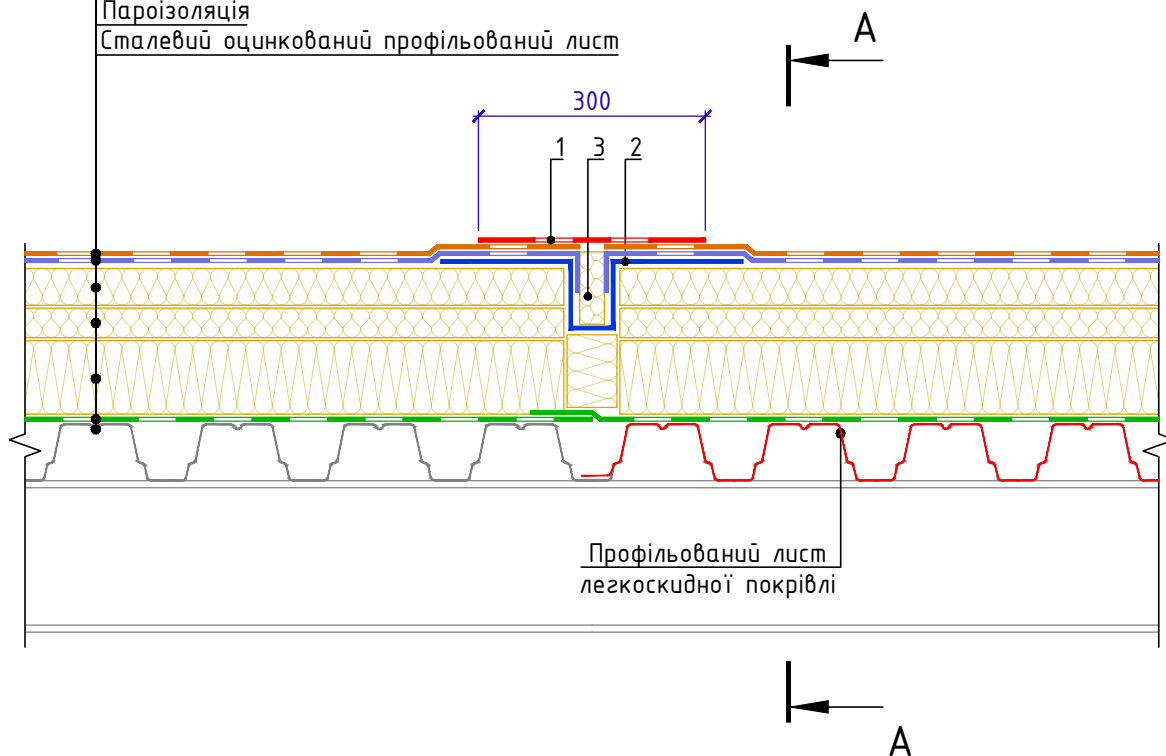 Пароізоляція
Сталевий оцинкований профільований лист
А
300
1 3 2
Профільований лист
легкоскидної покрівлі
А